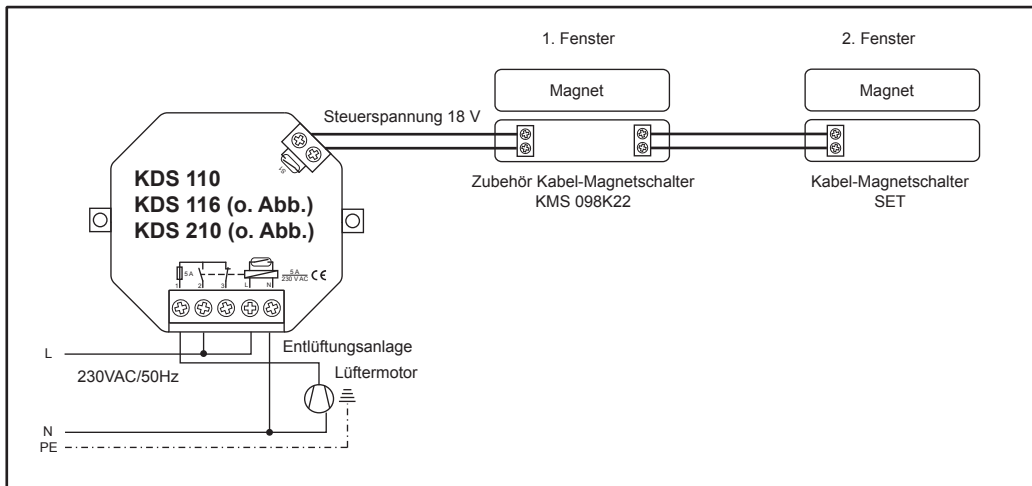 1. Fenster
2. Fenster
Magnet
Magnet
Steuerspannung 18 V
Zubehör Kabel-Magnetschalter
KMS 098K22
Kabel-Magnetschalter
SET
S1
KDS 110
KDS 116 (o. Abb.)
KDS 210 (o. Abb.)
5 A
5 A
230 V AC
CE
1 2 3 L N
L
230VAC/50Hz
Entlüftungsanlage
Lüftermotor
N
PE